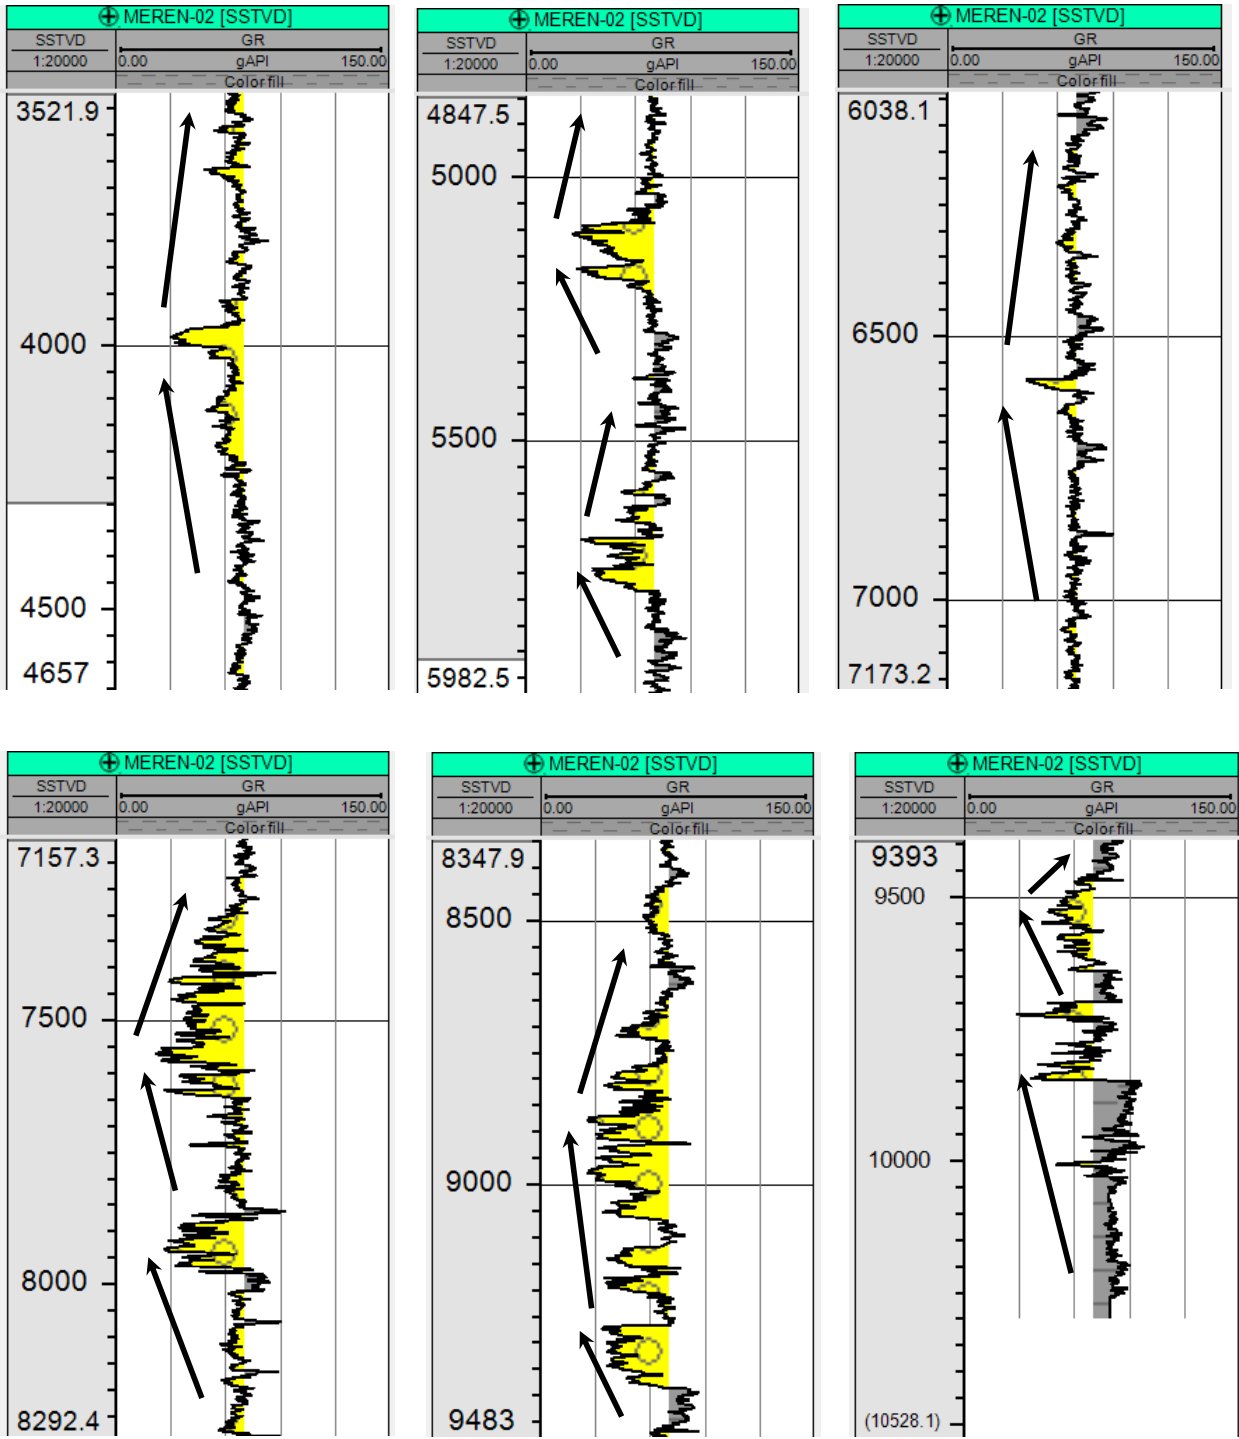 MEREN-02 [SSTVD]
SSTVD GR
1:20000 0.00 gAPI 150.00
Color fill
3521.9
4000
4500
4657
MEREN-02 [SSTVD]
SSTVD GR
1:20000 0.00 gAPI 150.00
Color fill
4847.5
5000
5500
5982.5
MEREN-02 [SSTVD]
SSTVD GR
1:20000 0.00 gAPI 150.00
Color fill
6038.1
6500
7000
7173.2
MEREN-02 [SSTVD]
SSTVD GR
1:20000 0.00 gAPI 150.00
Color fill
7157.3
7500
8000
8292.4
MEREN-02 [SSTVD]
SSTVD GR
1:20000 0.00 gAPI 150.00
Color fill
8347.9
8500
9000
9483
MEREN-02 [SSTVD]
SSTVD GR
1:20000 0.00 gAPI 150.00
Color fill
9393
9500
10000
(10528.1)